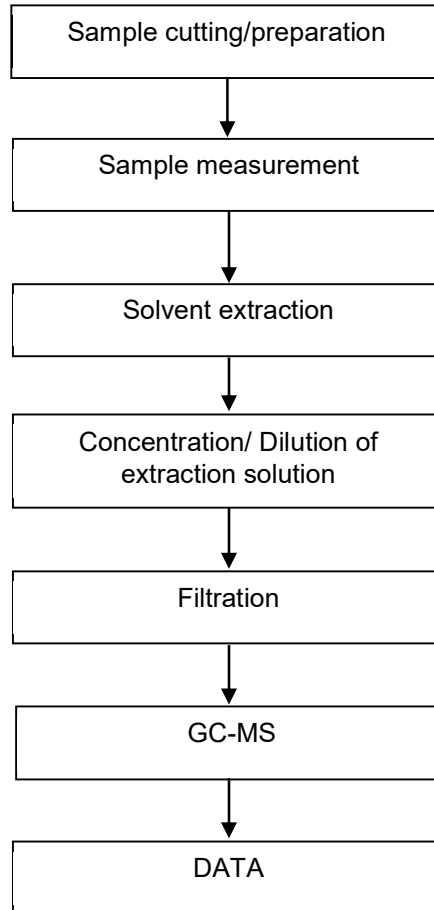 Sample cutting/preparation
Sample measurement
Solvent extraction
Concentration/ Dilution of
extraction solution
Filtration
GC-MS
DATA